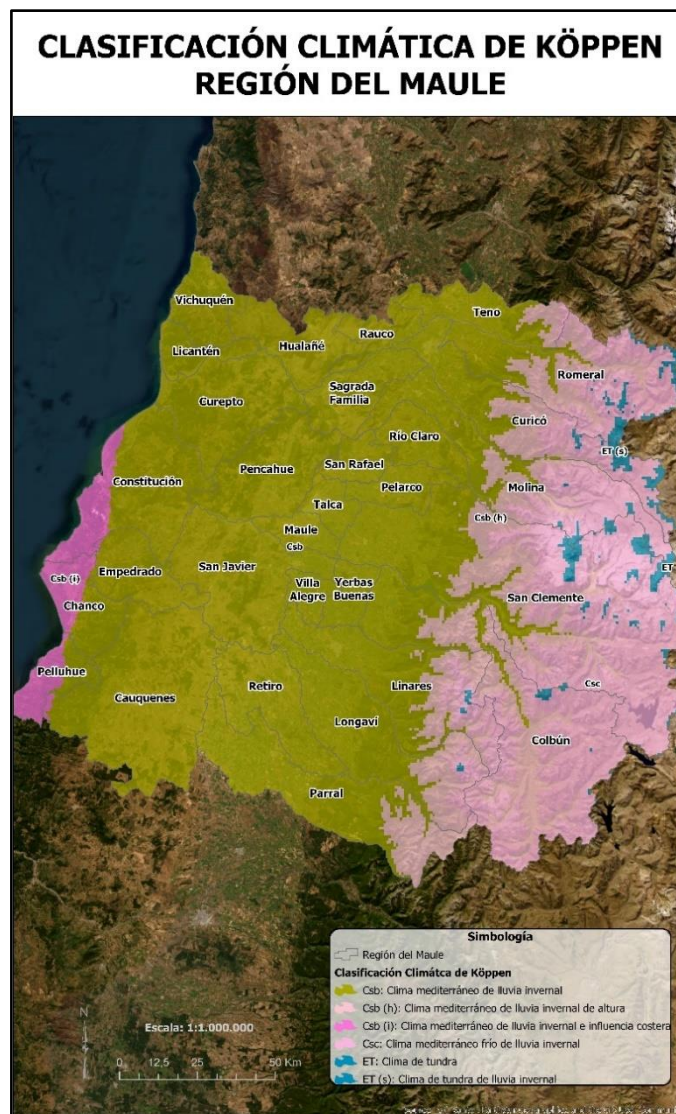 CLASIFICACIÓN CLIMÁTICA DE KÖPPEN
REGIÓN DEL MAULE
Vichuquén
Teno
Rauco
Hualañé
Licantén
Romeral
Sagrada
Familia
Curepto
Curicó
Río Claro
ET (s)
San Rafael
Pencahue
Constitución
Molina
Pelarco
Talca
Csb (h)
Maule
Csb
San Javier
Empedrado
ET
Csb (i)
Villa
Alegre
Yerbas
Buenas
San Clemente
Chanco
Pelluhue
Csc
Retiro
Linares
Cauquenes
Longaví
Colbún
Parral
Simbología
Región del Maule
Clasificación Climátca de Köppen
Csb: Clima mediterráneo de lluvia invernal
Csb (h): Clima mediterráneo de lluvia invernal de altura
Csb (i): Clima mediterráneo de lluvia invernal e influencia costera
Csc: Clima mediterráneo frío de lluvia invernal
ET: Clima de tundra
ET (s): Clima de tundra de lluvia invernal
N
Escala: 1:1.000.000
0 12,5 25 50 Km